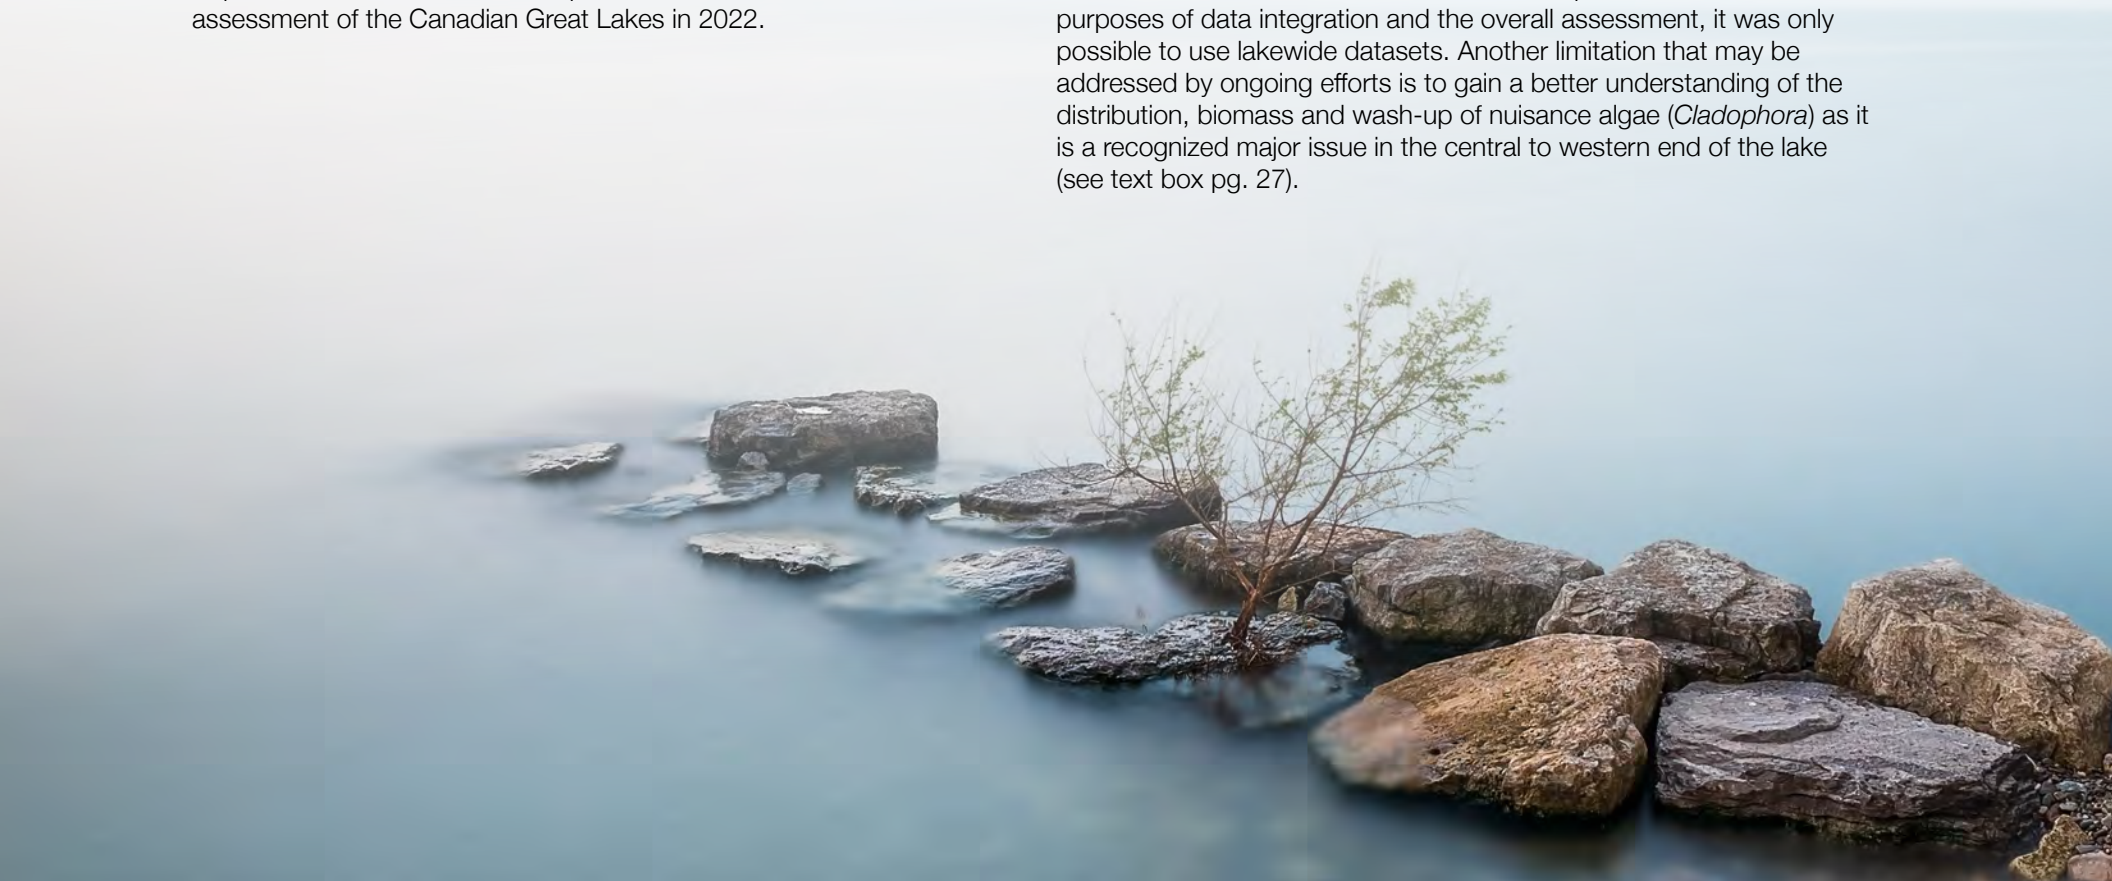 assessment of the Canadian Great Lakes in 2022.
purposes of data integration and the overall assessment, it was only
possible to use lakewide datasets. Another limitation that may be
addressed by ongoing efforts is to gain a better understanding of the
distribution, biomass and wash-up of nuisance algae (Cladophora) as it
is a recognized major issue in the central to western end of the lake
(see text box pg. 27).